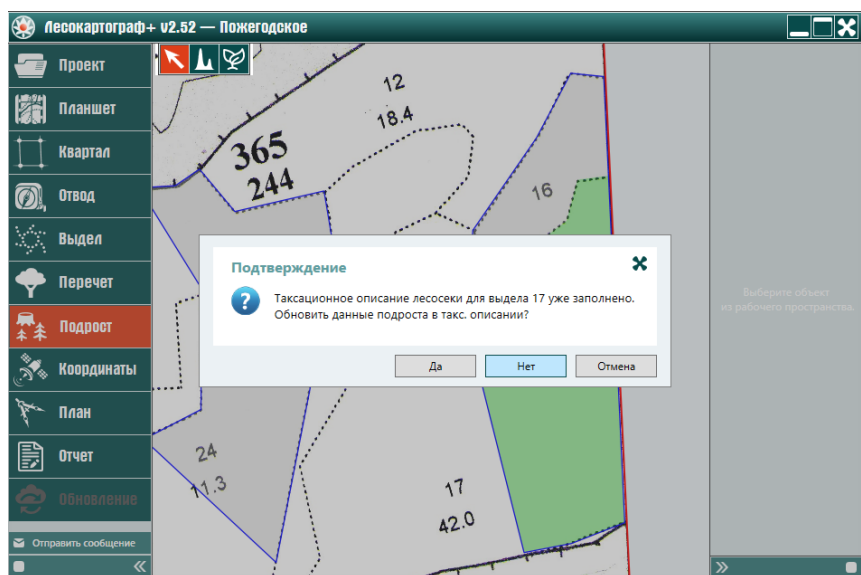 Лесокартограф+ v2.52 — Пожегодское
Проект
Планшет
Квартал
Отвод
Выдел
Перечет
Подрост
Координаты
План
Отчет
Обновление
Отправить сообщение
12
18.4
365
244
16
Подтверждение
Таксационное описание лесосеки для выдела 17 уже заполнено.
Обновить данные подроста в такс. описании?
Да
Нет
Отмена
24
11.3
17
42.0
Выберите объект
из рабочего пространства.